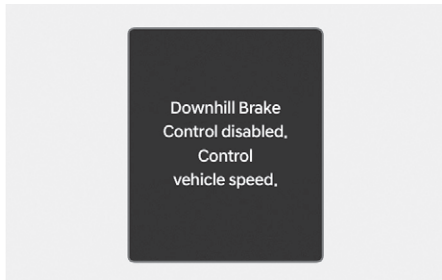 Downhill Brake
Control disabled.
Control
vehicle speed.